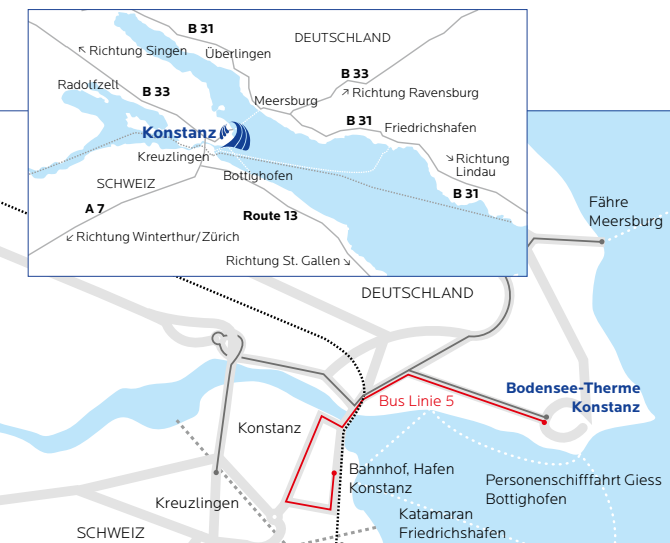 B 31
DEUTSCHLAND
Richtung Singen
Überlingen
Radolfzell
B 33
B 33
Richtung Ravensburg
Meersburg
B 31
Friedrichshafen
Konstanz
Kreuzlingen
Richtung
Lindau
Bottighofen
SCHWEIZ
B 31
A 7
Route 13
Richtung Winterthur/Zürich
Richtung St. Gallen
Fähre
Meersburg
DEUTSCHLAND
Bodensee-Therme
Konstanz
Bus Linie 5
Konstanz
Bahnhof, Hafen
Konstanz
Personenschifffahrt Giess
Bottighofen
Kreuzlingen
Katamaran
Friedrichshafen
SCHWEIZ